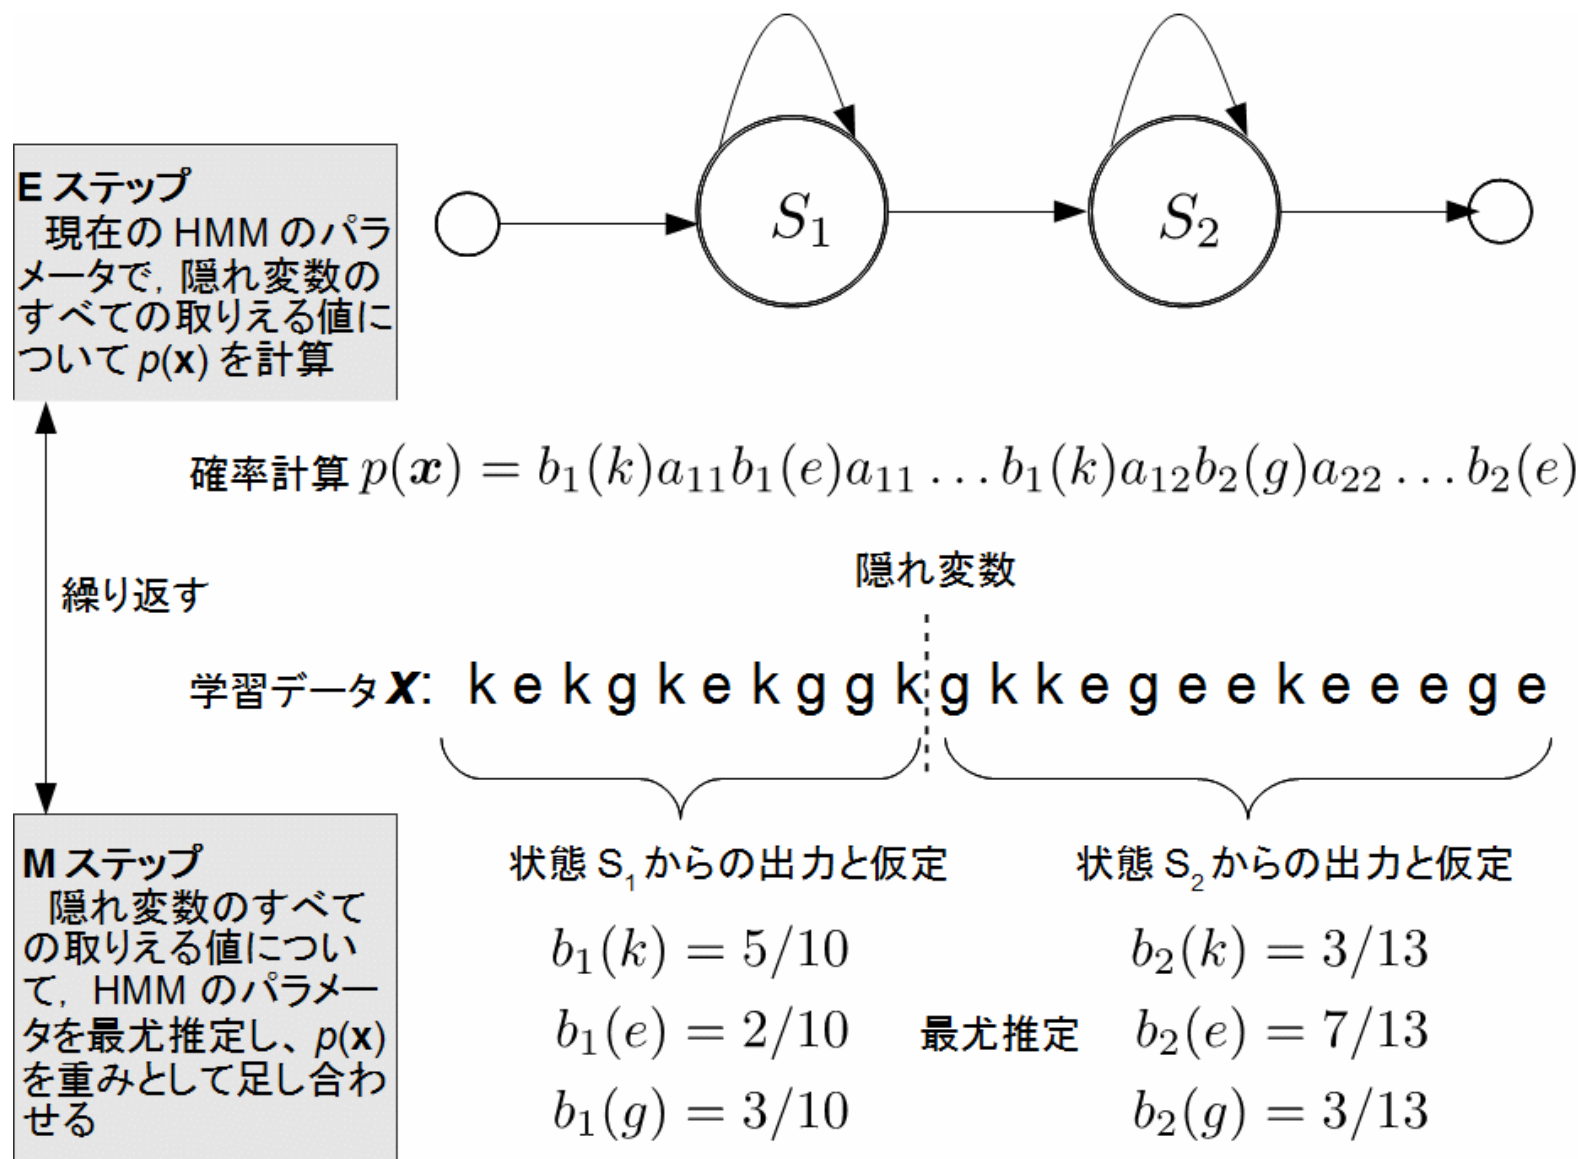 S₁
S₂
E ステップ
現在の HMM のパラ
メータで，隠れ変数の
すべての取りえる値に
ついて p(x) を計算
確率計算 p(x) = b₁(k)a₁₁b₁(e)a₁₁ … b₁(k)a₁₂b₂(g)a₂₂ … b₂(e)
隠れ変数
繰り返す
学習データ x: k e k g k e k g g k g k k e g e e k e e e g e
状態 S₁ からの出力と仮定
状態 S₂ からの出力と仮定
M ステップ
隠れ変数のすべて
の取りえる値につい
て，HMM のパラメー
タを最尤推定し、p(x)
を重みとして足し合わ
せる
b₁(k) = 5/10
b₁(e) = 2/10
b₁(g) = 3/10
最尤推定
b₂(k) = 3/13
b₂(e) = 7/13
b₂(g) = 3/13